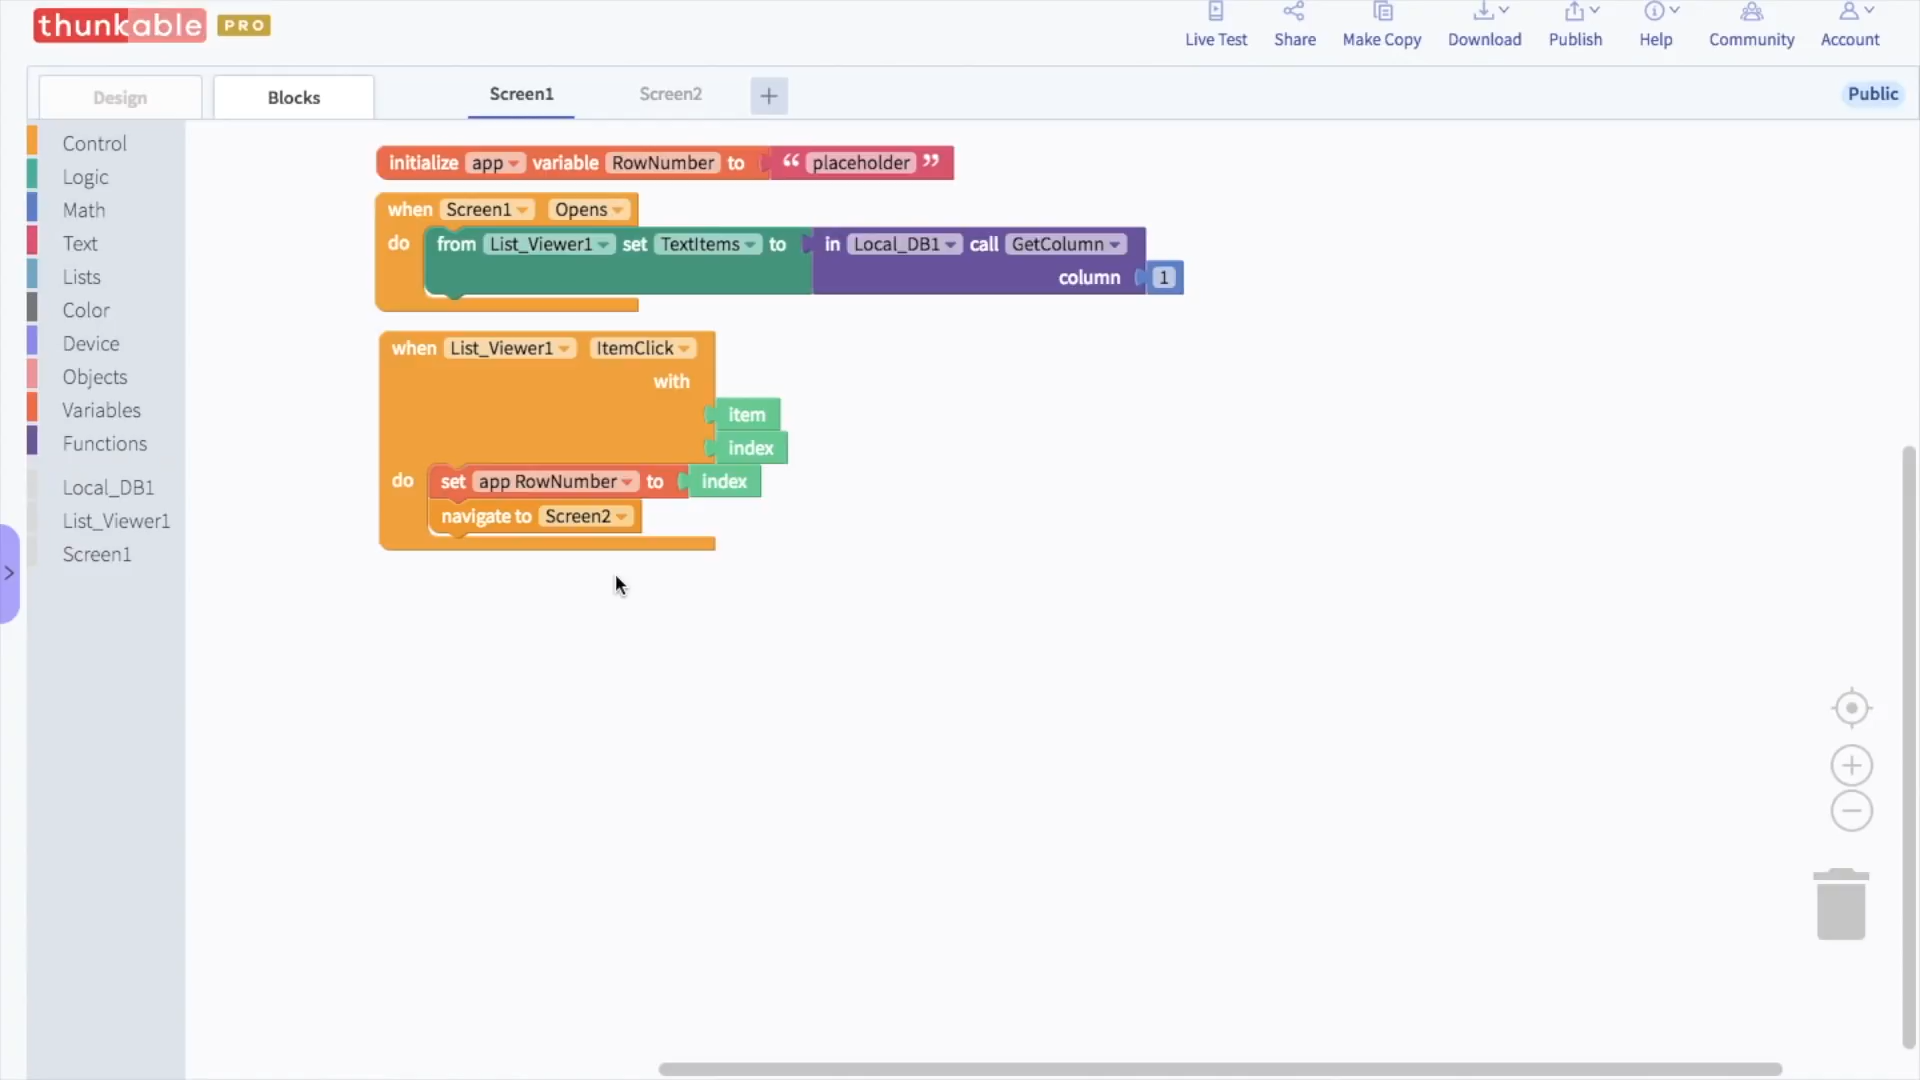 thunkable PRO
Live Test Share Make Copy Download Publish Help Community Account
Design Blocks Screen1 Screen2 + Public
Control
Logic
Math
Text
Lists
Color
Device
Objects
Variables
Functions
Local_DB1
List_Viewer1
Screen1
initialize app variable RowNumber to “ placeholder ”
when Screen1 Opens
do from List_Viewer1 set TextItems to in Local_DB1 call GetColumn
column 1
when List_Viewer1 ItemClick
with
item
index
do set app RowNumber to index
navigate to Screen2